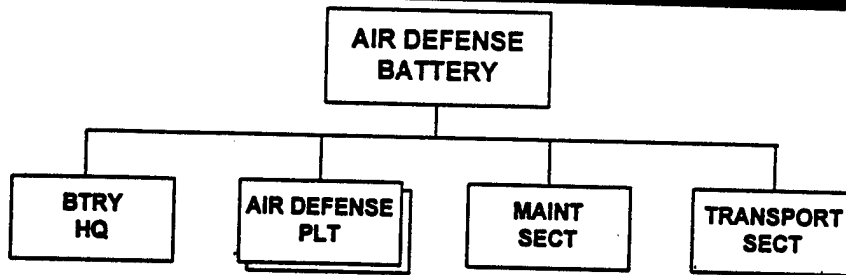 AIR DEFENSE
BATTERY
BTRY
HQ
AIR DEFENSE
PLT
MAINT
SECT
TRANSPORT
SECT